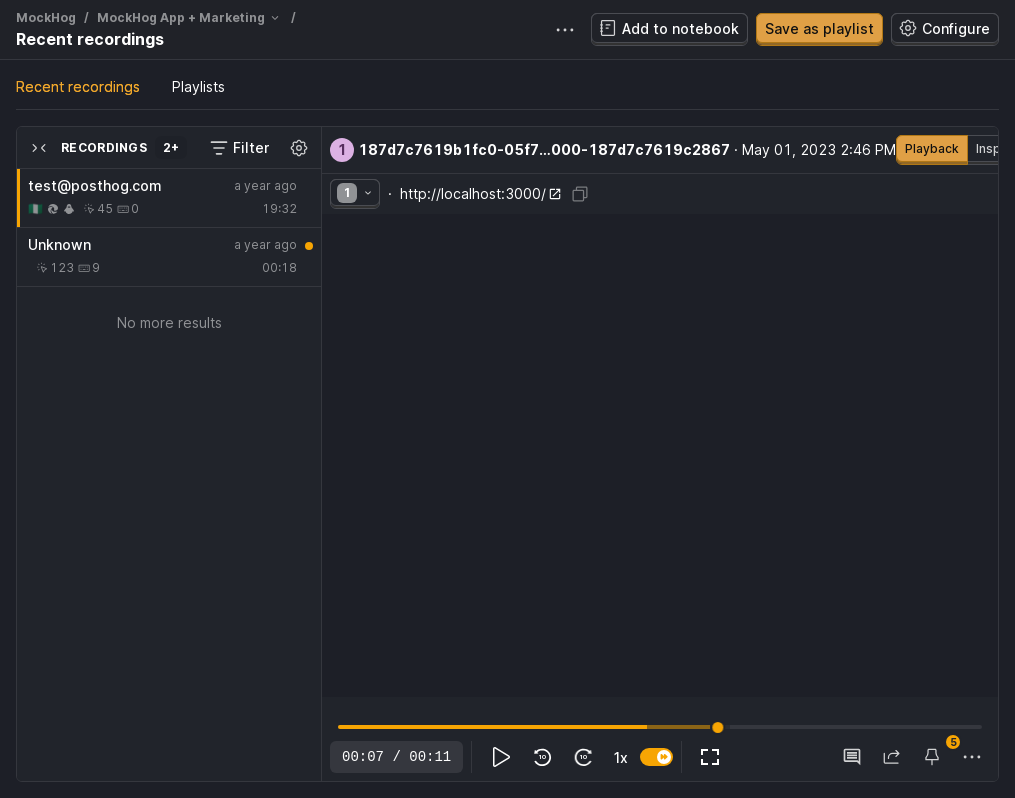 MockHog / MockHog App + Marketing /
Recent recordings
Add to notebook
Save as playlist
Configure
Recent recordings
Playlists
RECORDINGS 2+
Filter
test@posthog.com a year ago
45 0 19:32
Unknown a year ago
123 9 00:18
No more results
1 187d7c7619b1fc0-05f7...000-187d7c7619c2867 · May 01, 2023 2:46 PM
Playback
Insp
1 · http://localhost:3000/
00:07 / 00:11
10
10
1x
5